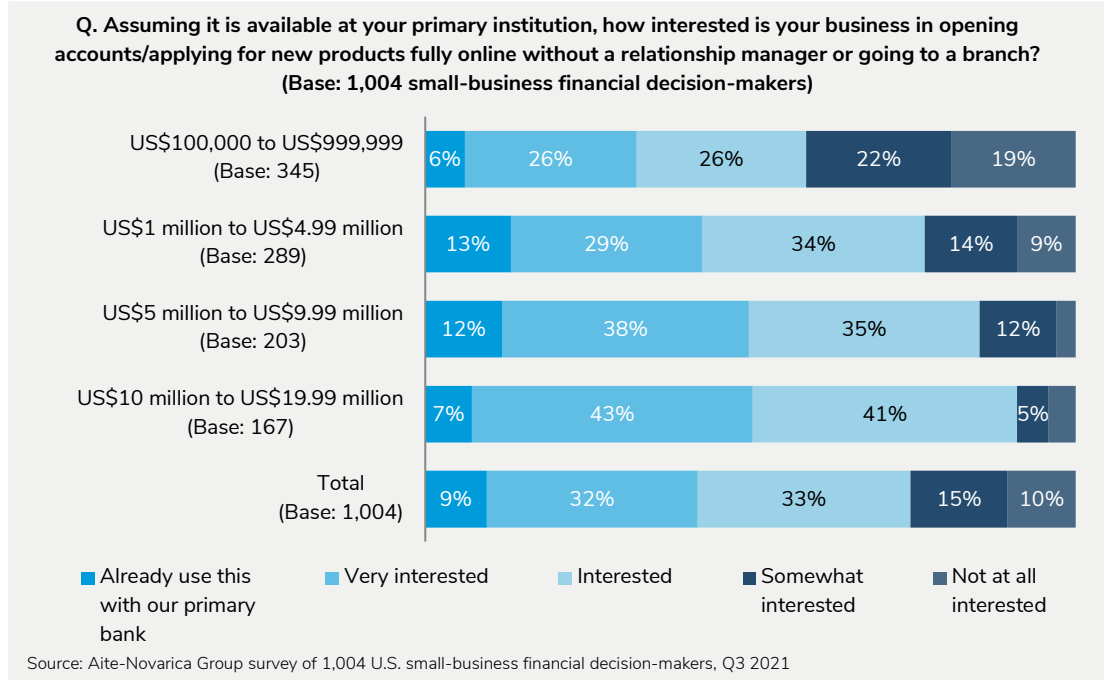 Q. Assuming it is available at your primary institution, how interested is your business in opening
accounts/applying for new products fully online without a relationship manager or going to a branch?
(Base: 1,004 small-business financial decision-makers)
US$100,000 to US$999,999
(Base: 345)
6% 26% 26% 22% 19%
US$1 million to US$4.99 million
(Base: 289)
13% 29% 34% 14% 9%
US$5 million to US$9.99 million
(Base: 203)
12% 38% 35% 12%
US$10 million to US$19.99 million
(Base: 167)
7% 43% 41% 5%
Total
(Base: 1,004)
9% 32% 33% 15% 10%
Already use this
with our primary
bank
Very interested
Interested
Somewhat
interested
Not at all
interested
Source: Aite-Novarica Group survey of 1,004 U.S. small-business financial decision-makers, Q3 2021